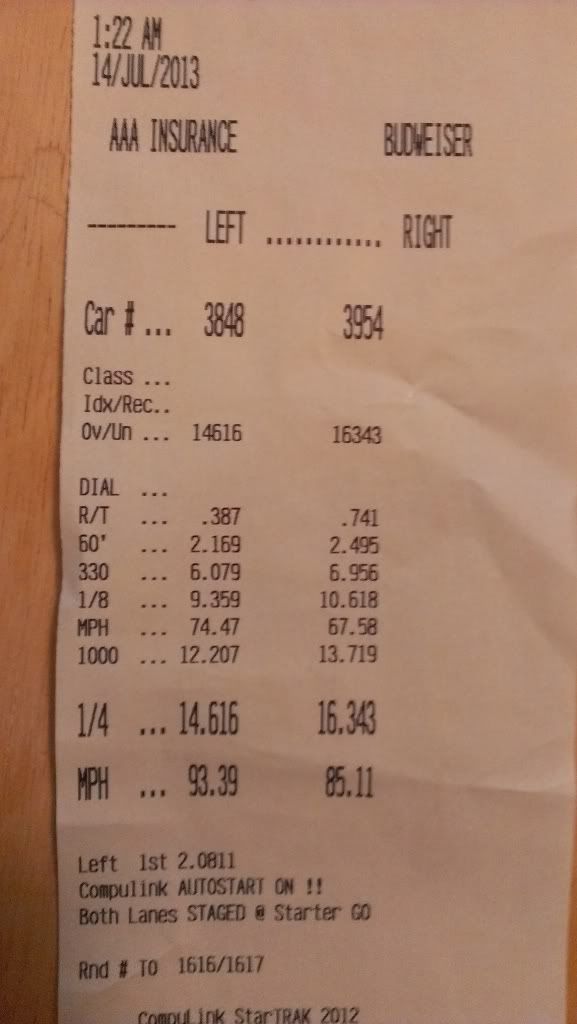 1:22 AM
14/JUL/2013
AAA INSURANCE BUDWEISER
--------- LEFT ............ RIGHT
Car # ... 3848 3954
Class ...
Idx/Rec..
Ov/Un ... 14616 16343
DIAL ...
R/T ... .387 .741
60' ... 2.169 2.495
330 ... 6.079 6.956
1/8 ... 9.359 10.618
MPH ... 74.47 67.58
1000 ... 12.207 13.719
1/4 ... 14.616 16.343
MPH ... 93.39 85.11
Left 1st 2.0811
Compulink AUTOSTART ON !!
Both Lanes STAGED @ Starter GO
Rnd # TO 1616/1617
CompuLink StarTRAK 2012